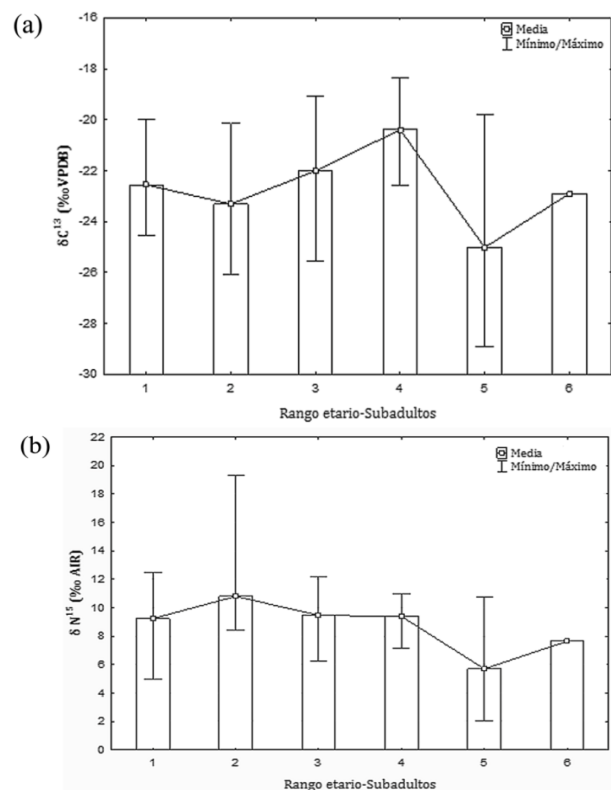 (a)
-16
-18
-20
-22
-24
-26
-28
-30
δC¹³ (‰VPDB)
Media
Mínimo/Máximo
1 2 3 4 5 6
Rango etario-Subadultos
(b)
22
20
18
16
14
12
10
8
6
4
2
0
δ N¹⁵ (‰ AIR)
Media
Mínimo/Máximo
1 2 3 4 5 6
Rango etario-Subadultos